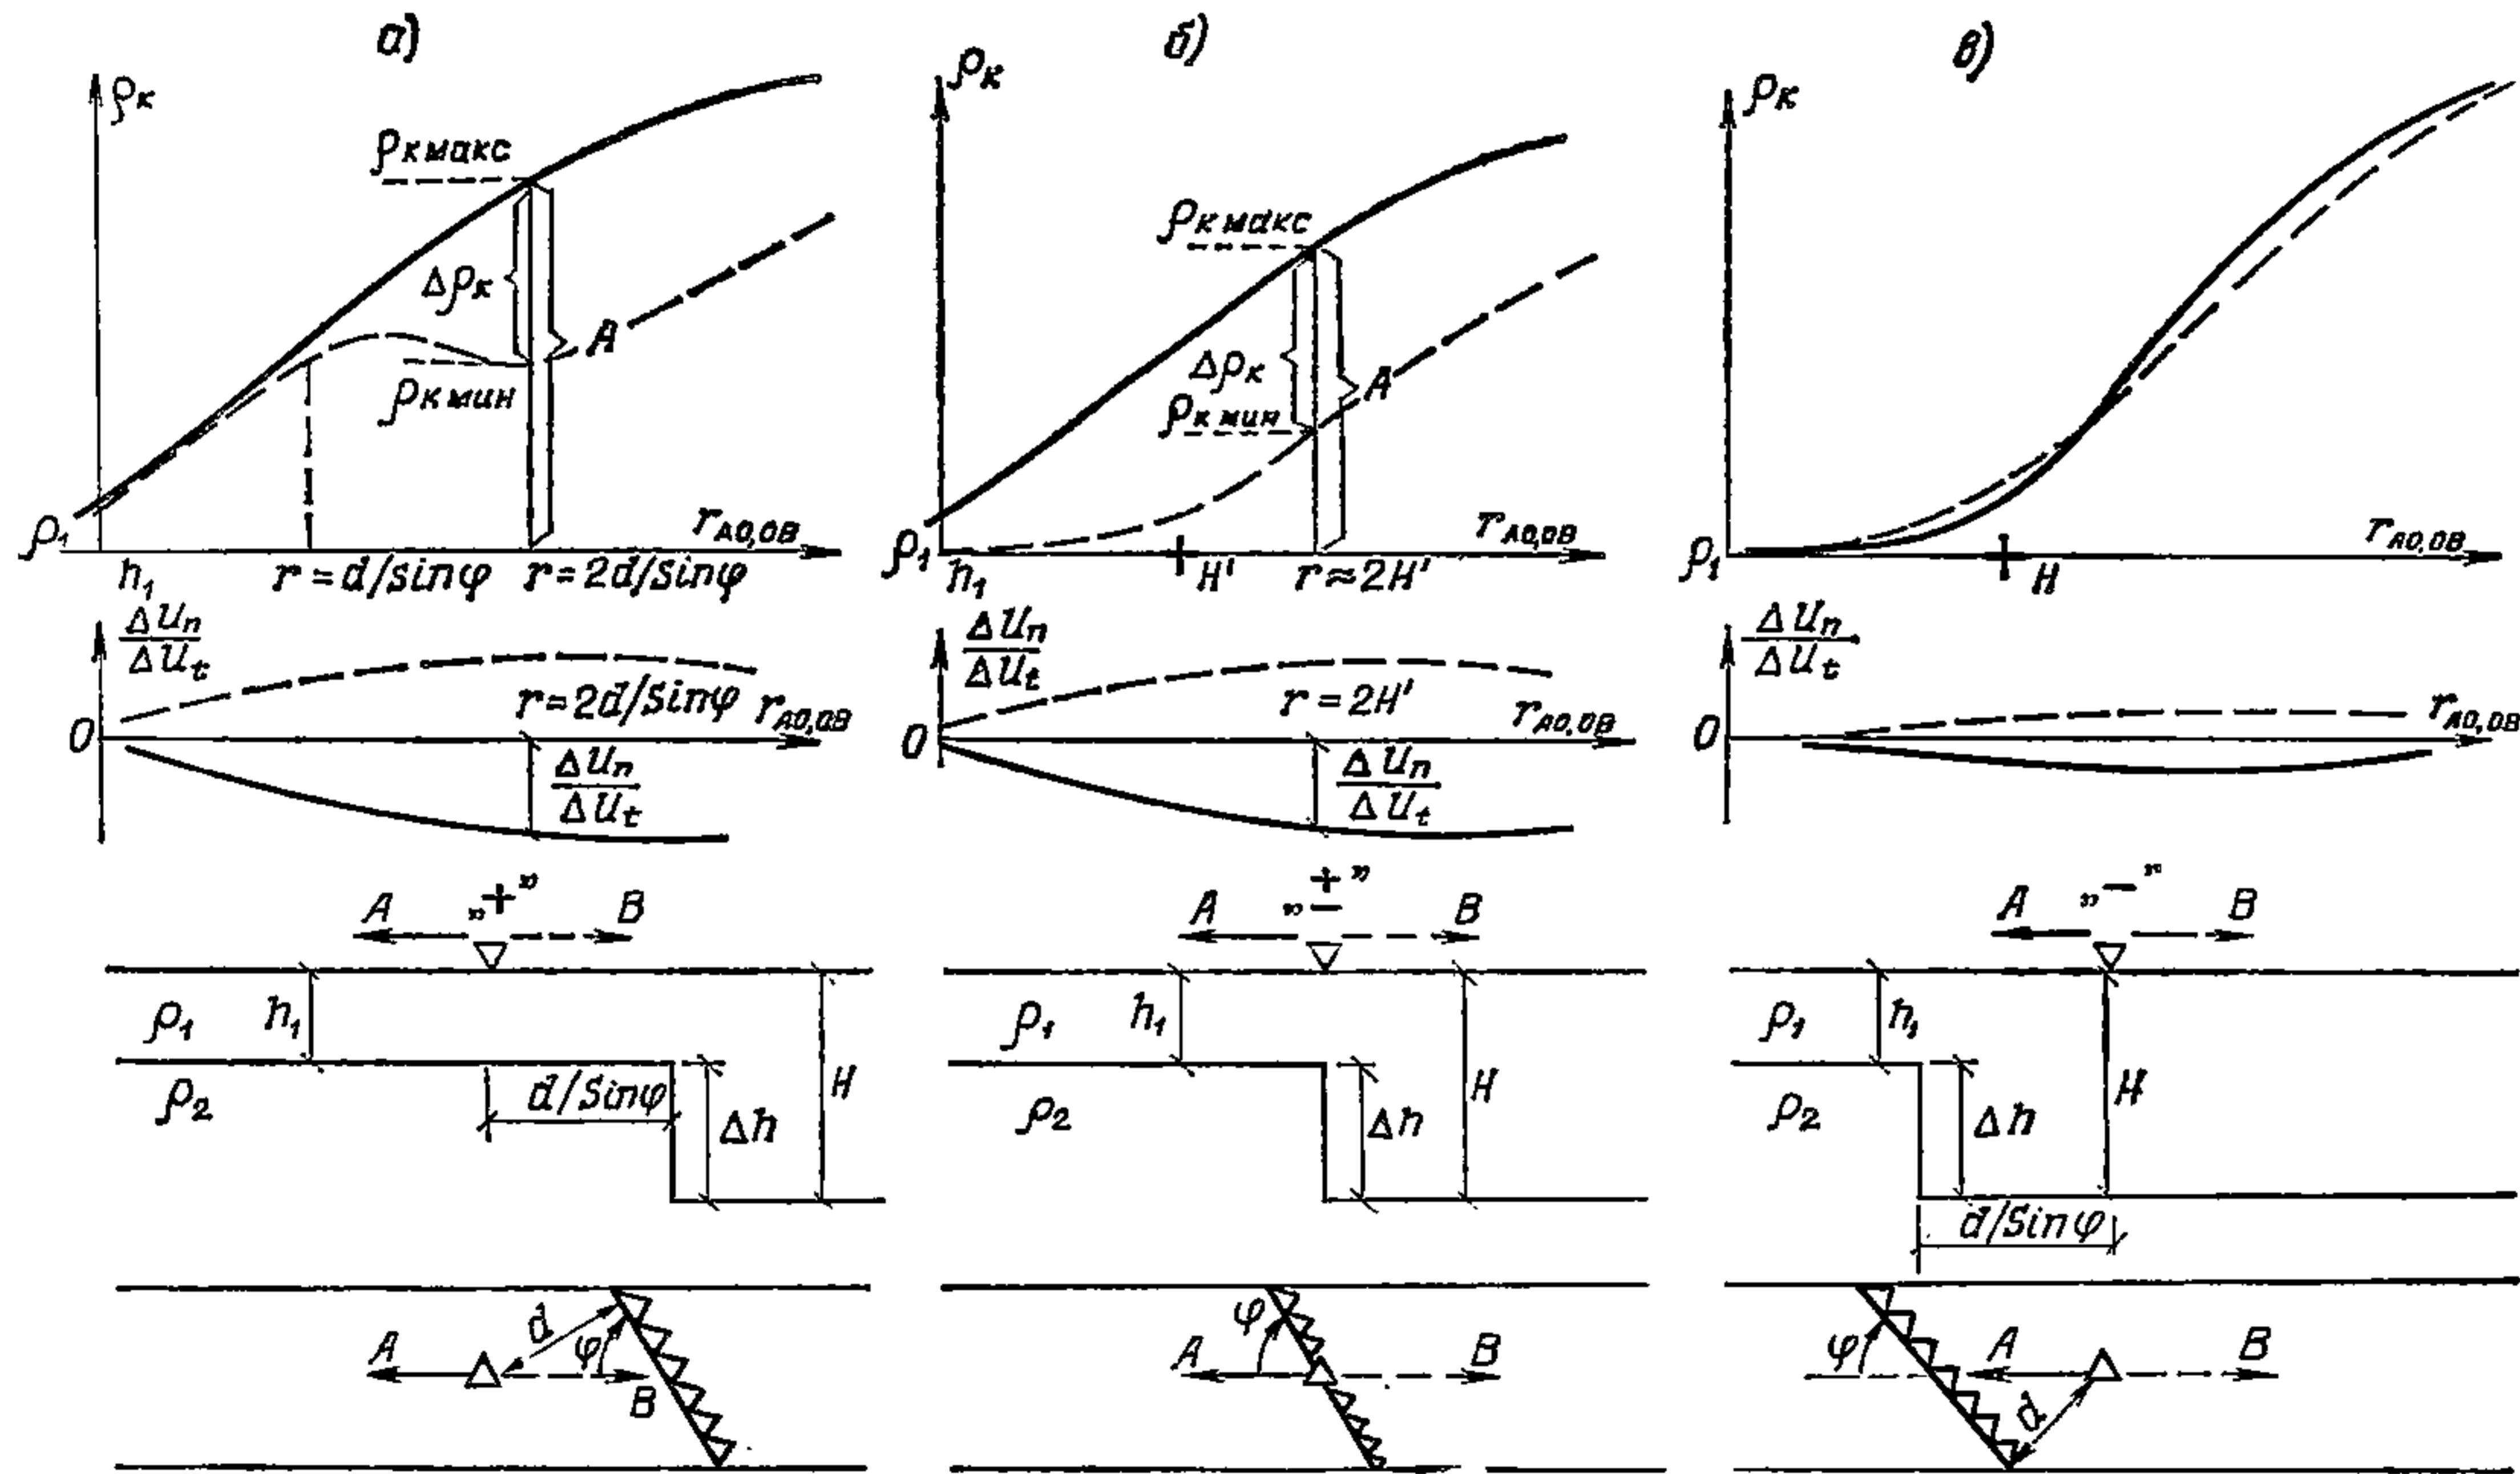 а) б) в)
ρк ρк ρк
ρк макс
ρк макс
Δρк A
ρк мин
Δρк A
ρк мин
ρ₁ h₁ r=d/sinφ r=2d/sinφ rAO,OB
ρ₁ h₁ H' r≈2H' rAO,OB
ρ₁ H rAO,OB
ΔUn/ΔUt
0 r=2d/Sinφ rAO,OB
ΔUn/ΔUt
ΔUn/ΔUt
0 r=2H' rAO,OB
ΔUn/ΔUt
ΔUn/ΔUt
0 rAO,OB
A „+” B
ρ₁ h₁ H
ρ₂ d/Sinφ Δh
A „±” B
ρ₁ h₁ H
ρ₂ Δh
A „–” B
ρ₁ h₁ H
ρ₂ Δh
d/Sinφ
A d φ B
φ A B
φ A d B